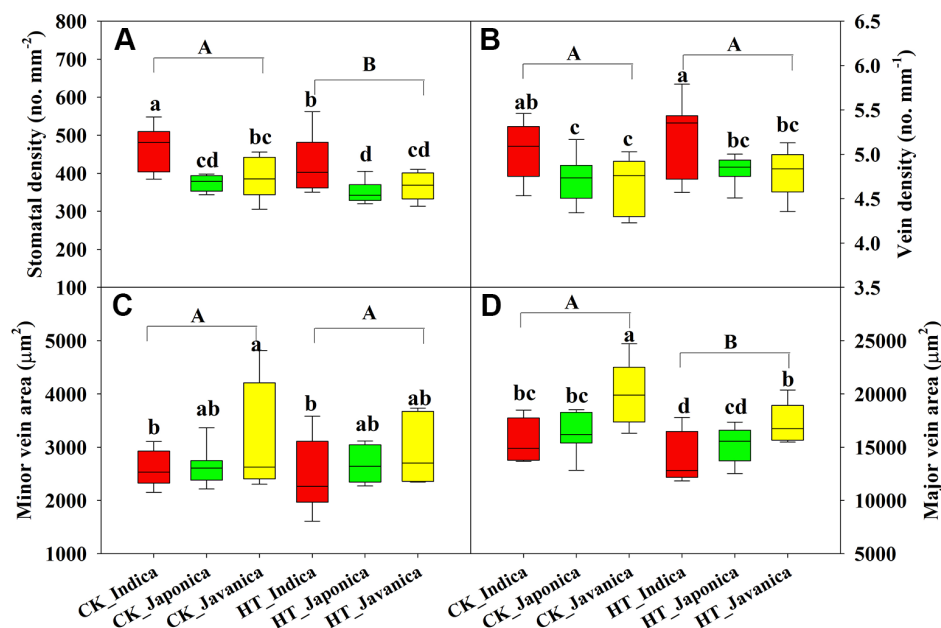 A
B
Stomatal density (no. mm-2)
800
700
600
500
400
300
200
100
A
B
a
cd
bc
b
d
cd
Vein density (no. mm-1)
6.5
6.0
5.5
5.0
4.5
4.0
3.5
A
A
ab
c
c
a
bc
bc
C
D
Minor vein area (μm2)
5000
4000
3000
2000
1000
A
A
b
ab
a
b
ab
ab
Major vein area (μm2)
25000
20000
15000
10000
5000
A
B
bc
bc
a
d
cd
b
CK_Indica
CK_Japonica
CK_Javanica
HT_Indica
HT_Japonica
HT_Javanica
CK_Indica
CK_Japonica
CK_Javanica
HT_Indica
HT_Japonica
HT_Javanica